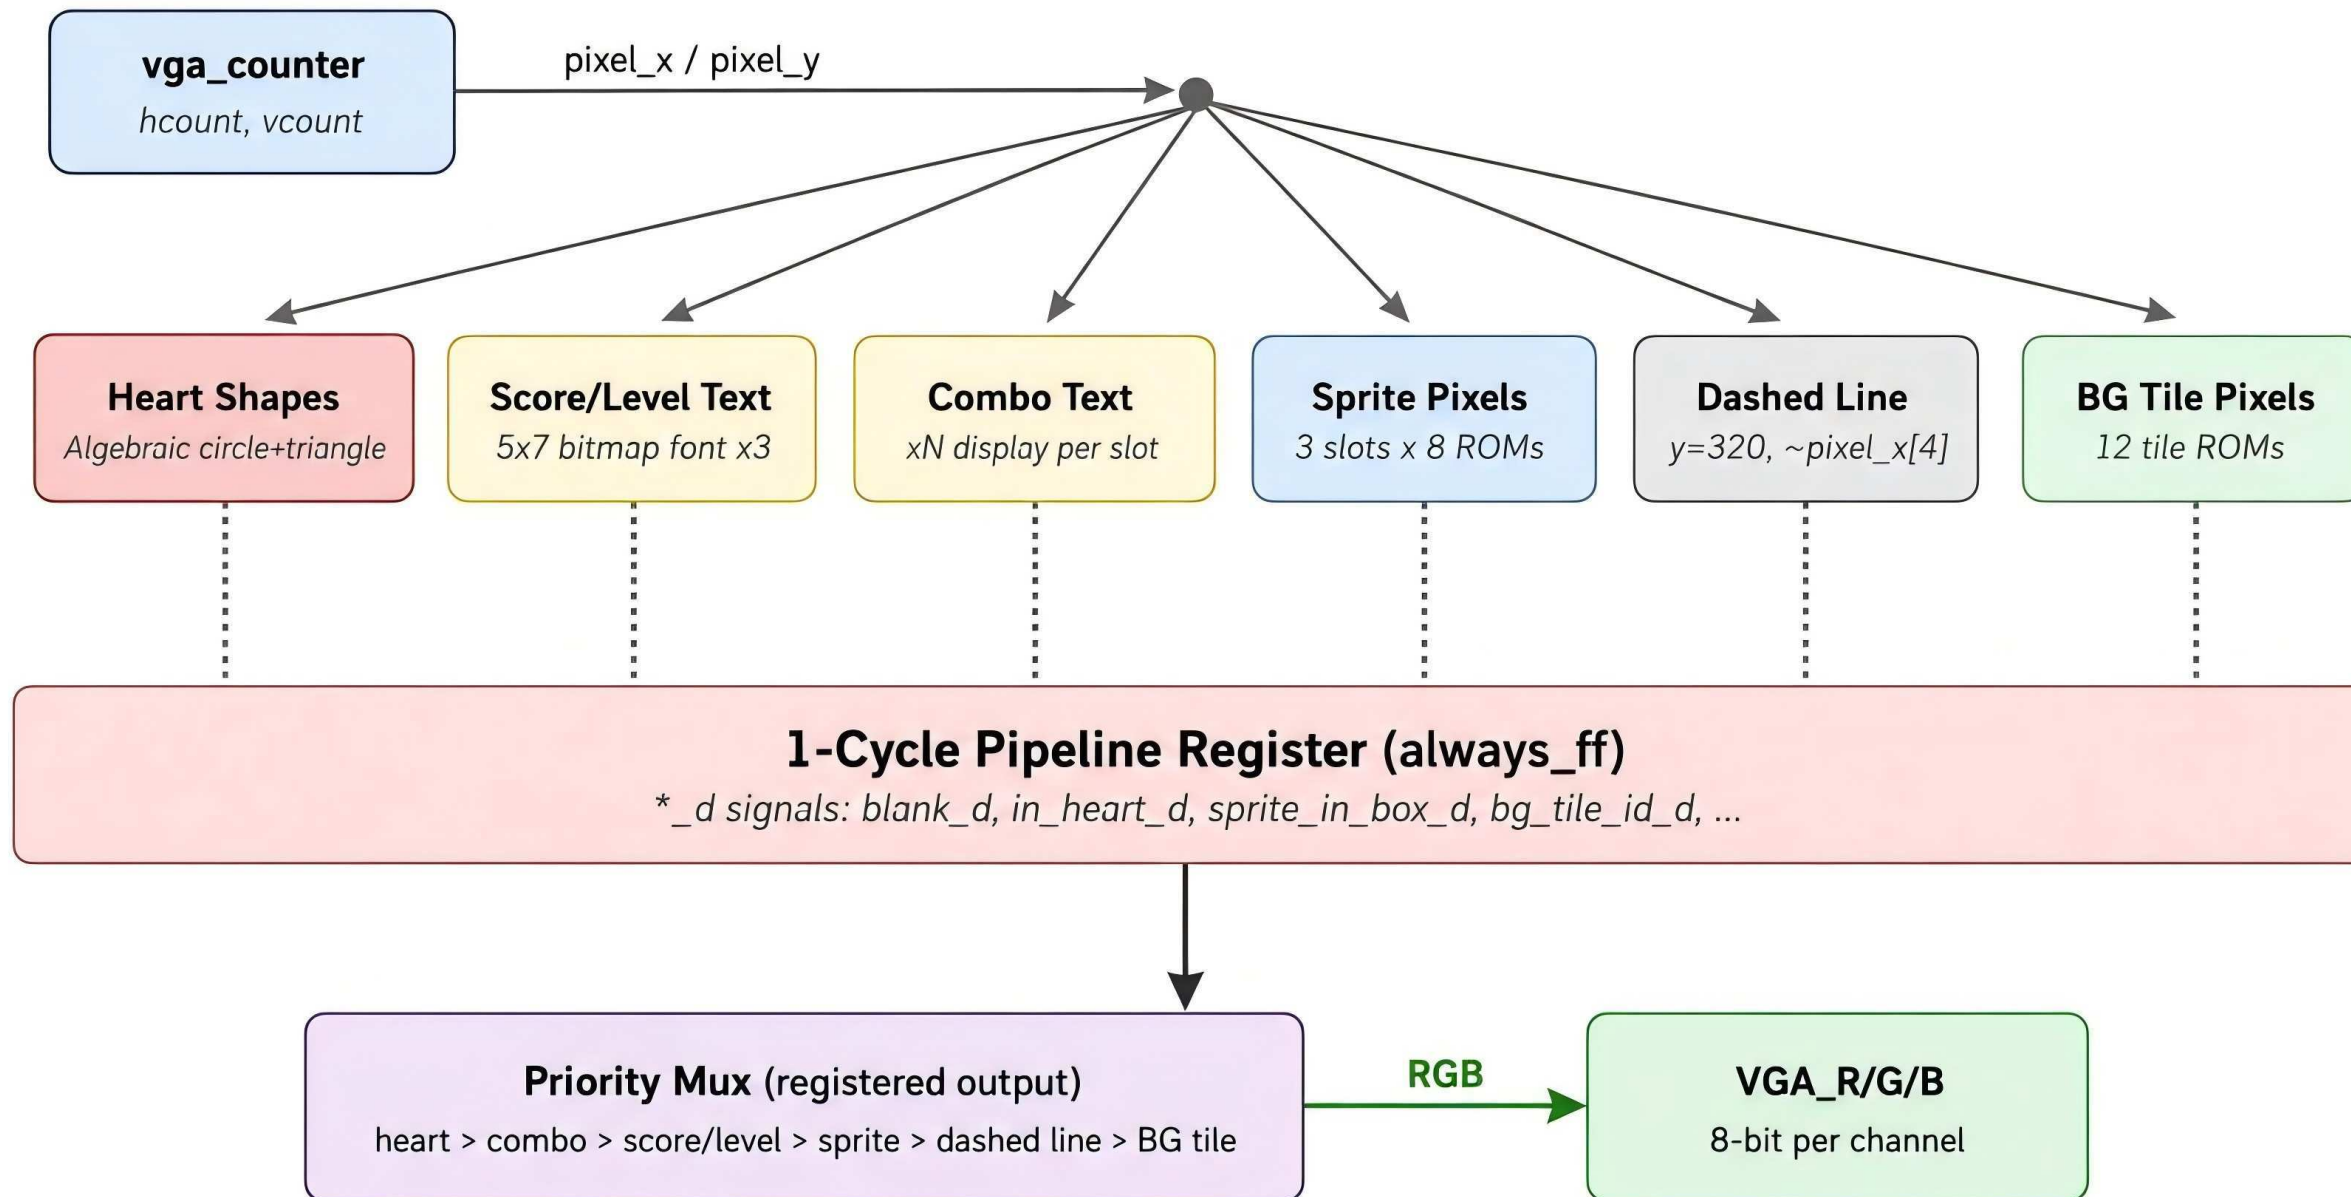 vga_counter
hcount, vcount
pixel_x / pixel_y
Heart Shapes
Algebraic circle+triangle
Score/Level Text
5x7 bitmap font x3
Combo Text
xN display per slot
Sprite Pixels
3 slots x 8 ROMs
Dashed Line
y=320, ~pixel_x[4]
BG Tile Pixels
12 tile ROMs
1-Cycle Pipeline Register (always_ff)
*_d signals: blank_d, in_heart_d, sprite_in_box_d, bg_tile_id_d, ...
Priority Mux (registered output)
heart > combo > score/level > sprite > dashed line > BG tile
RGB
VGA_R/G/B
8-bit per channel